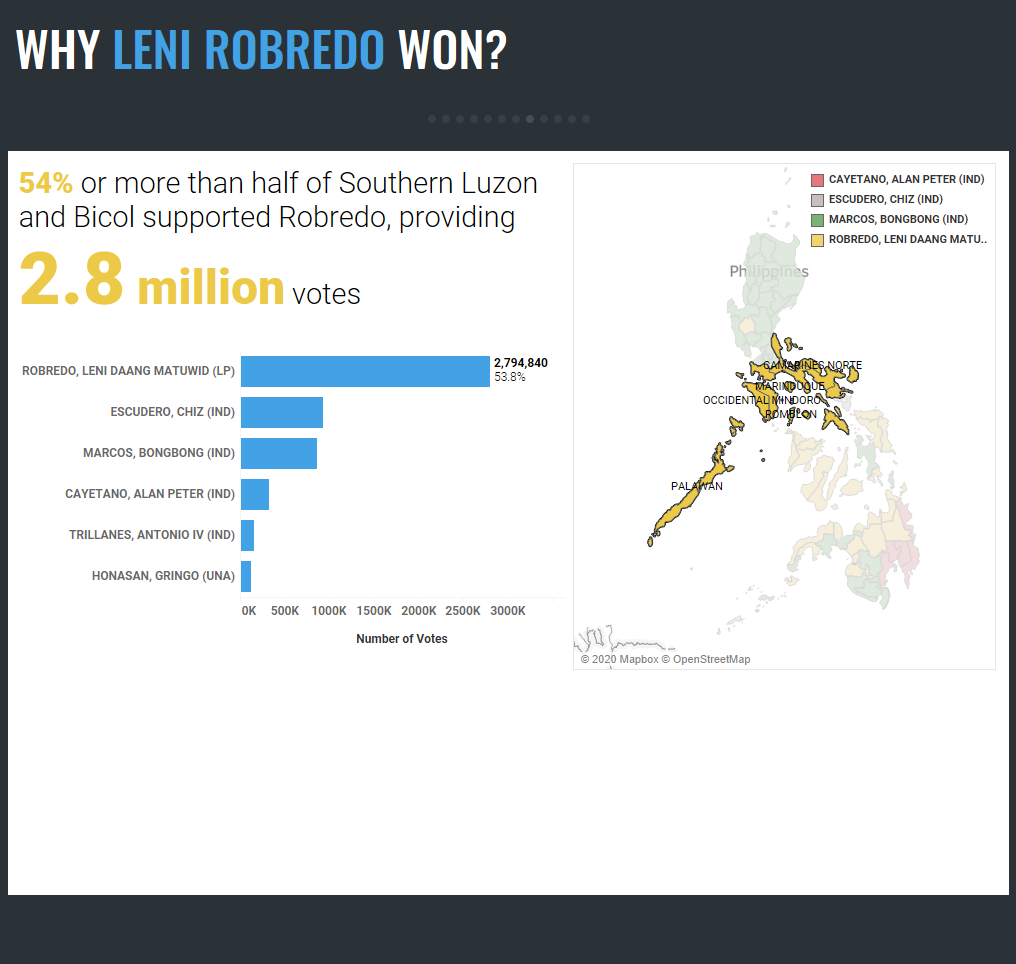 WHY LENI ROBREDO WON?
54% or more than half of Southern Luzon
and Bicol supported Robredo, providing
2.8 million votes
ROBREDO, LENI DAANG MATUWID (LP)
2,794,840
53.8%
ESCUDERO, CHIZ (IND)
MARCOS, BONGBONG (IND)
CAYETANO, ALAN PETER (IND)
TRILLANES, ANTONIO IV (IND)
HONASAN, GRINGO (UNA)
0K 500K 1000K 1500K 2000K 2500K 3000K
Number of Votes
CAYETANO, ALAN PETER (IND)
ESCUDERO, CHIZ (IND)
MARCOS, BONGBONG (IND)
ROBREDO, LENI DAANG MATU..
Philippines
CAMARINES NORTE
MARINDUQUE
OCCIDENTAL MINDORO
ROMBLON
PALAWAN
© 2020 Mapbox © OpenStreetMap